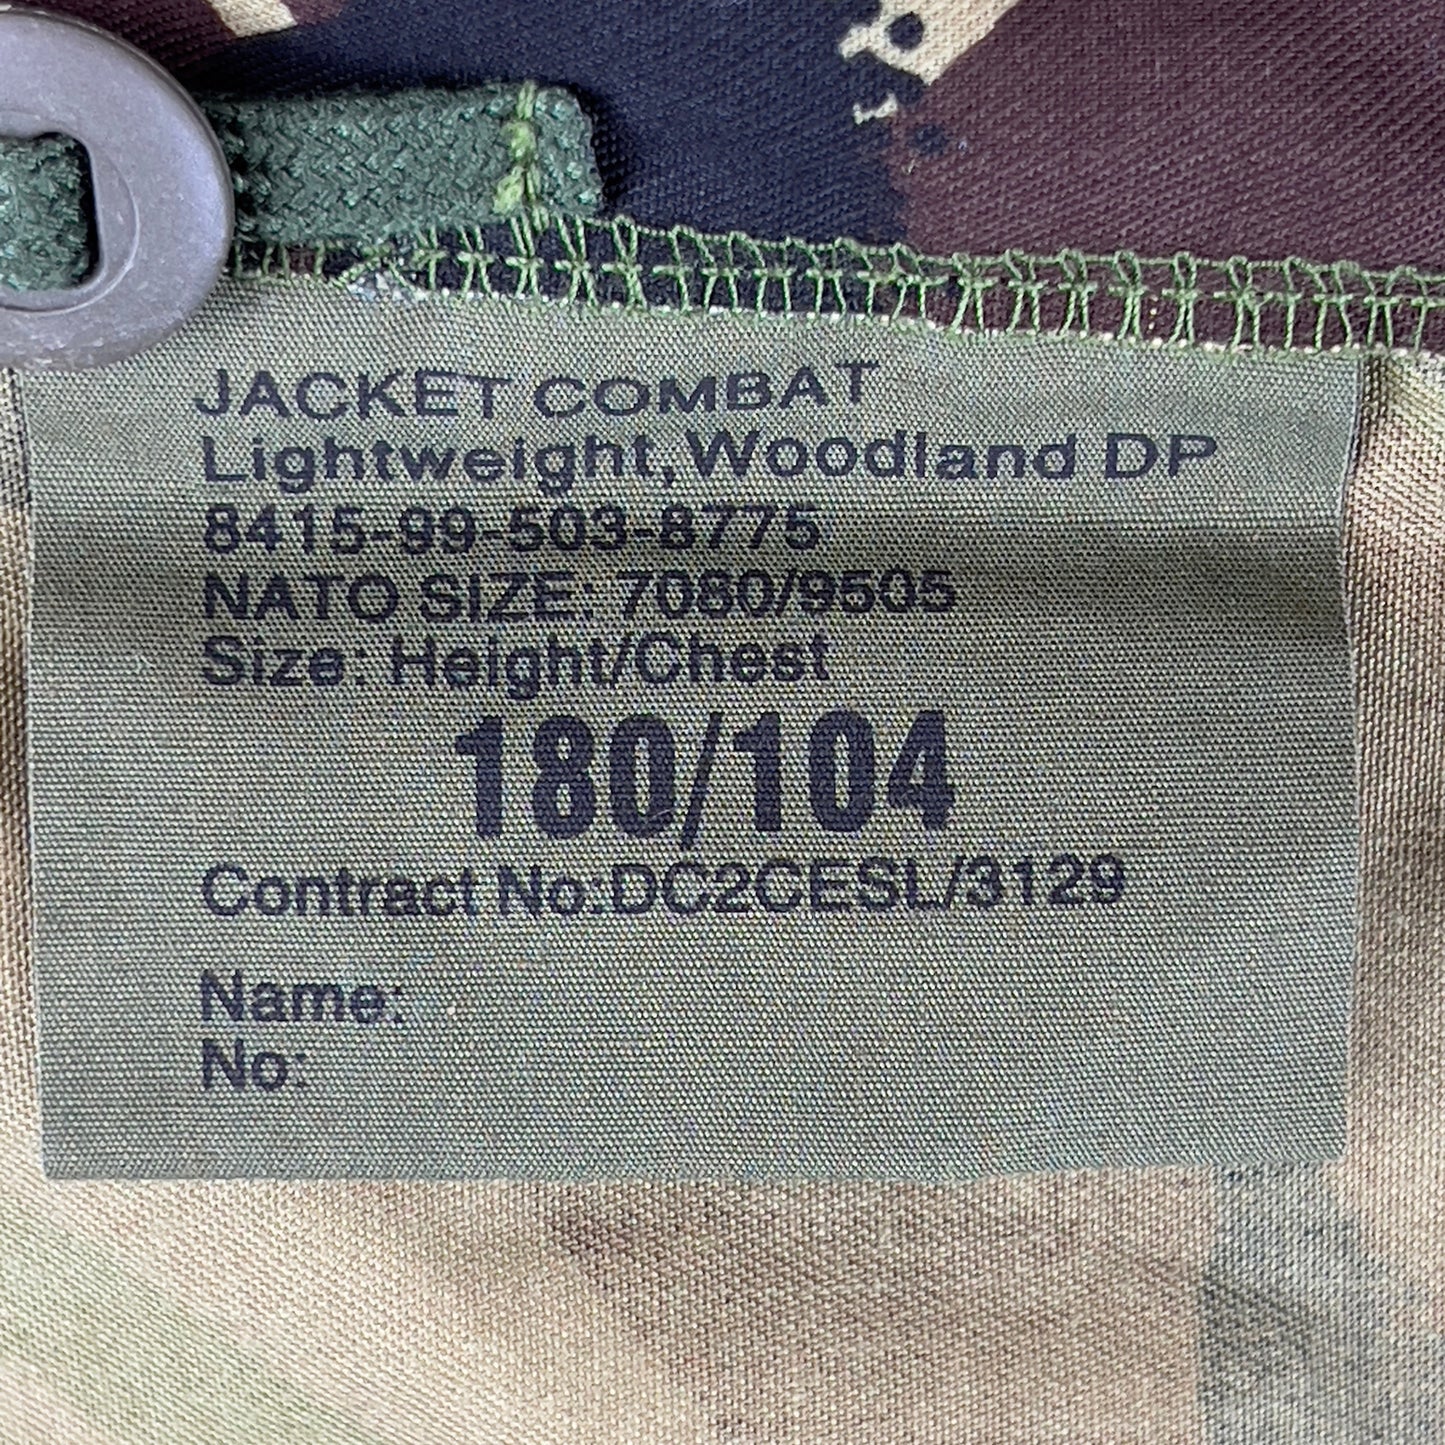 JACKET COMBAT
Lightweight, Woodland DP
8415-99-503-8775
NATO SIZE: 7080/9505
Size: Height/Chest
180/104
Contract No:DC2CESL/3129
Name:
No: